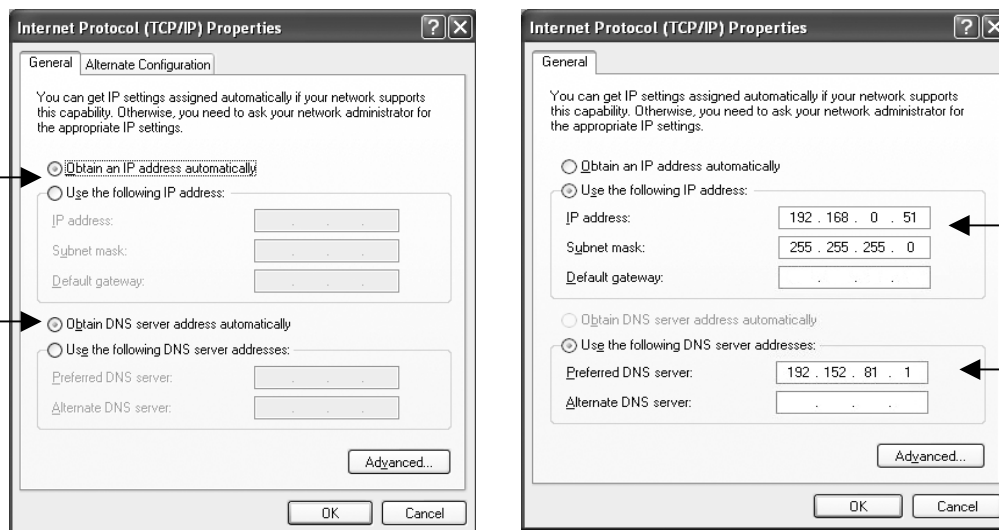 Internet Protocol (TCP/IP) Properties
General
Alternate Configuration
You can get IP settings assigned automatically if your network supports
this capability. Otherwise, you need to ask your network administrator for
the appropriate IP settings.
Obtain an IP address automatically
Use the following IP address:
IP address:
Subnet mask:
Default gateway:
Obtain DNS server address automatically
Use the following DNS server addresses:
Preferred DNS server:
Alternate DNS server:
Advanced...
OK
Cancel
Internet Protocol (TCP/IP) Properties
General
You can get IP settings assigned automatically if your network supports
this capability. Otherwise, you need to ask your network administrator for
the appropriate IP settings.
Obtain an IP address automatically
Use the following IP address:
IP address: 192 . 168 . 0 . 51
Subnet mask: 255 . 255 . 255 . 0
Default gateway:
Obtain DNS server address automatically
Use the following DNS server addresses:
Preferred DNS server: 192 . 152 . 81 . 1
Alternate DNS server:
Advanced...
OK
Cancel